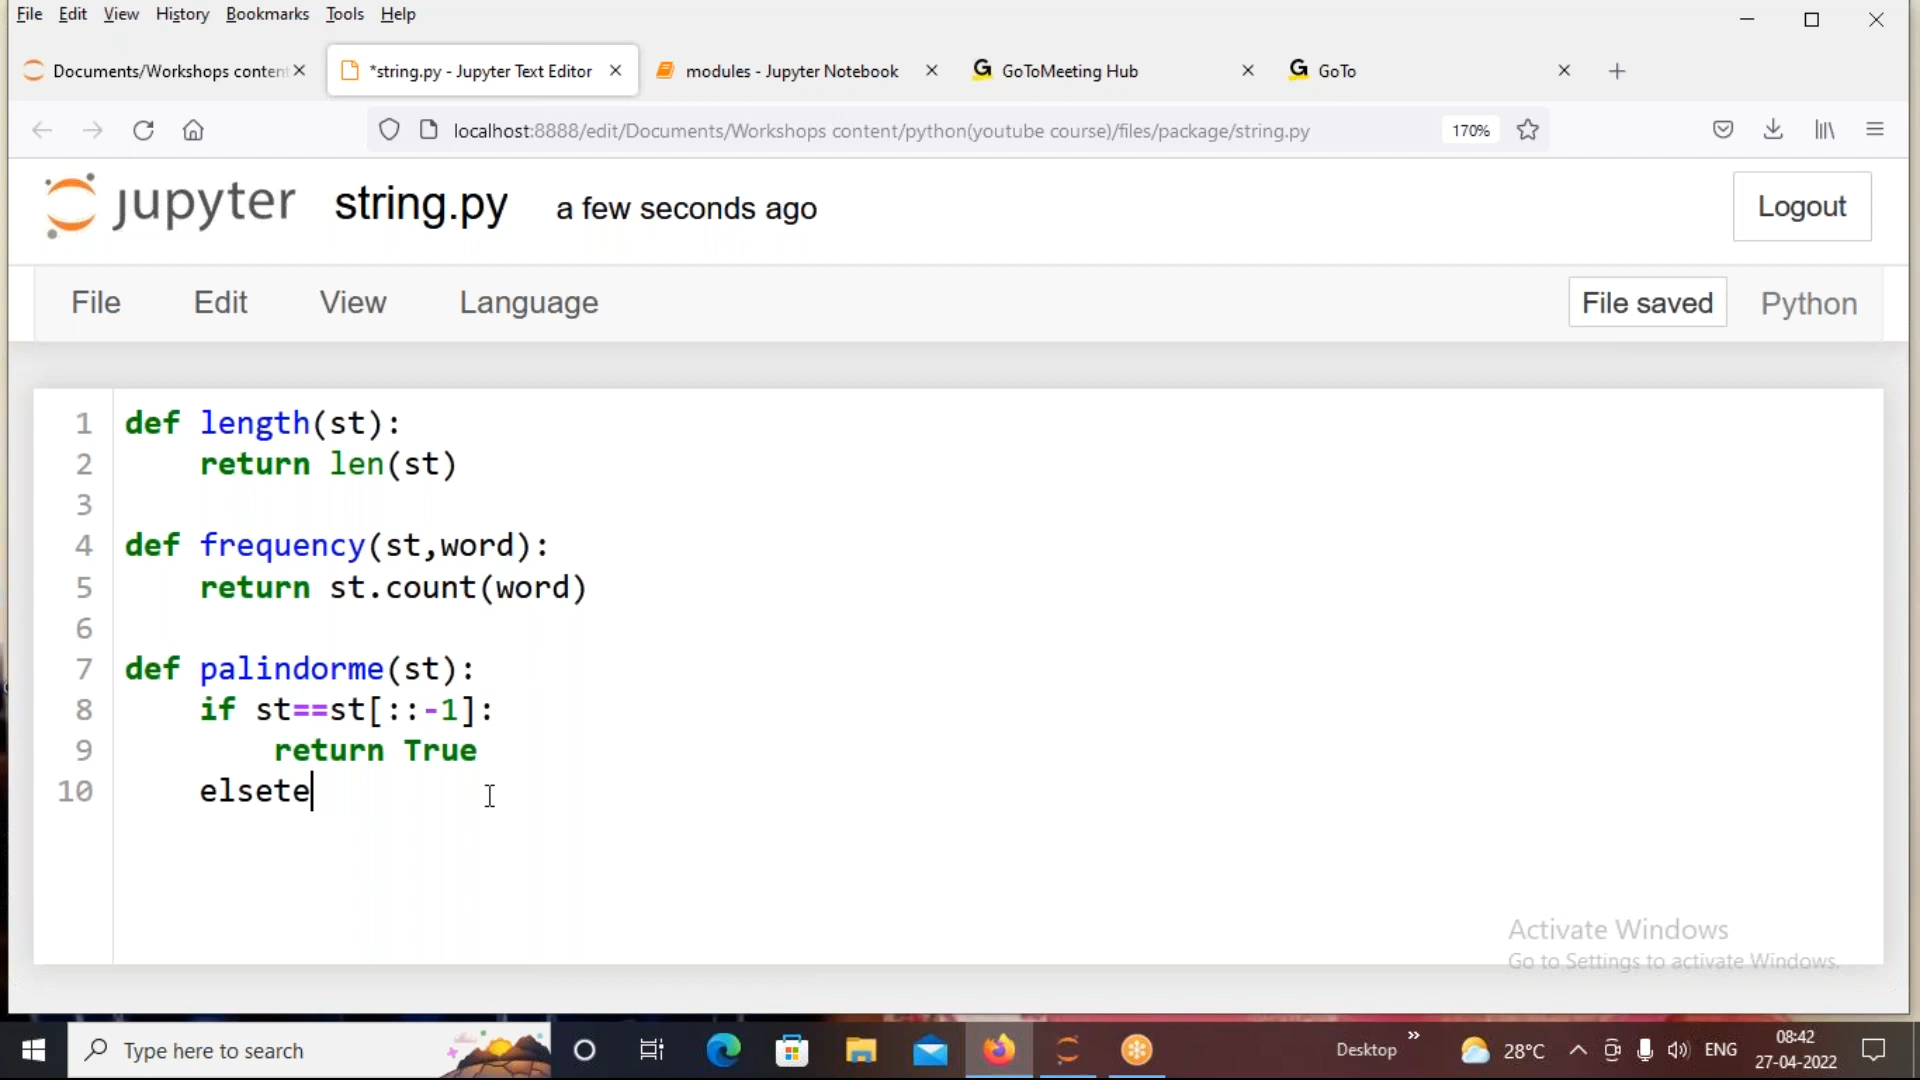 File Edit View History Bookmarks Tools Help
Documents/Workshops conten
*string.py - Jupyter Text Editor
modules - Jupyter Notebook
GoToMeeting Hub
GoTo
localhost:8888/edit/Documents/Workshops content/python(youtube course)/files/package/string.py
170%
jupyter string.py a few seconds ago
Logout
File Edit View Language
File saved
Python
1 def length(st):
2 return len(st)
3
4 def frequency(st,word):
5 return st.count(word)
6
7 def palindorme(st):
8 if st==st[::-1]:
9 return True
10 elsete
Activate Windows
Go to Settings to activate Windows.
Type here to search
Desktop
28°C
ENG
08:42
27-04-2022